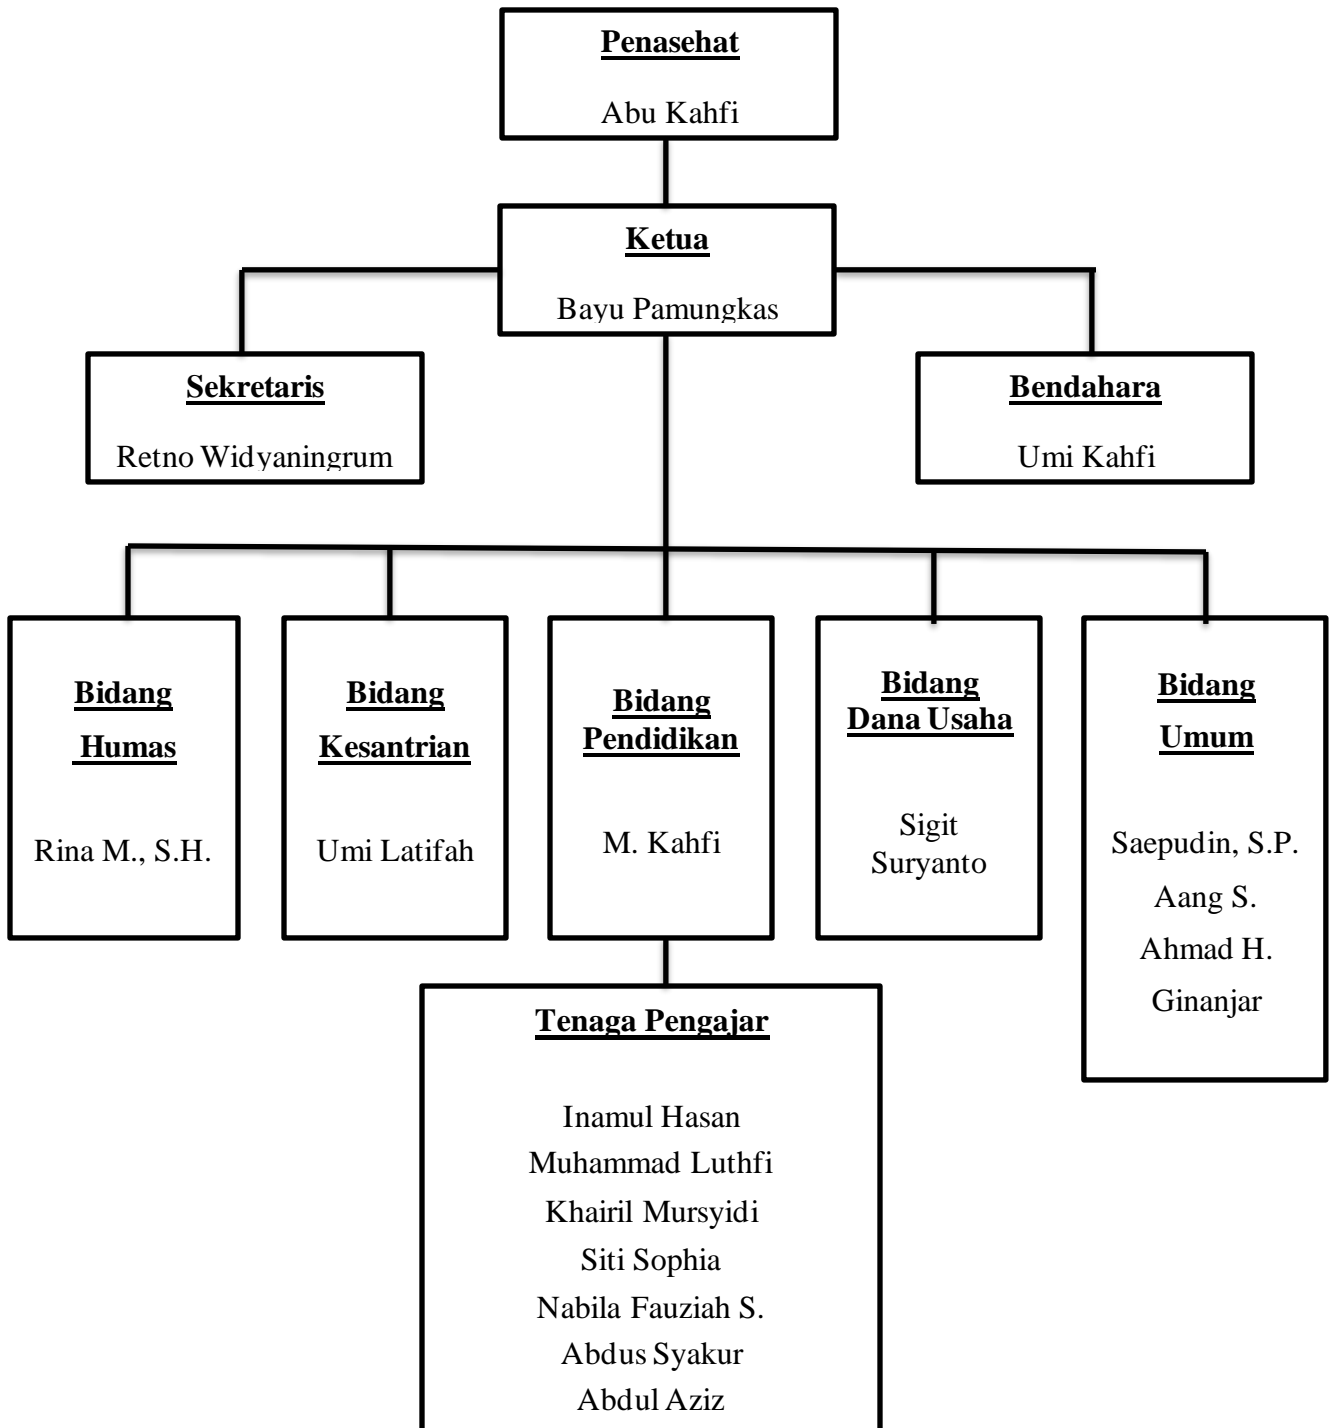 Penasehat
Abu Kahfi
Ketua
Bayu Pamungkas
Sekretaris
Retno Widyaningrum
Bendahara
Umi Kahfi
Bidang
Humas
Rina M., S.H.
Bidang
Kesantrian
Umi Latifah
Bidang
Pendidikan
M. Kahfi
Bidang
Dana Usaha
Sigit
Suryanto
Bidang
Umum
Saepudin, S.P.
Aang S.
Ahmad H.
Ginanjar
Tenaga Pengajar
Inamul Hasan
Muhammad Luthfi
Khairil Mursyidi
Siti Sophia
Nabila Fauziah S.
Abdus Syakur
Abdul Aziz